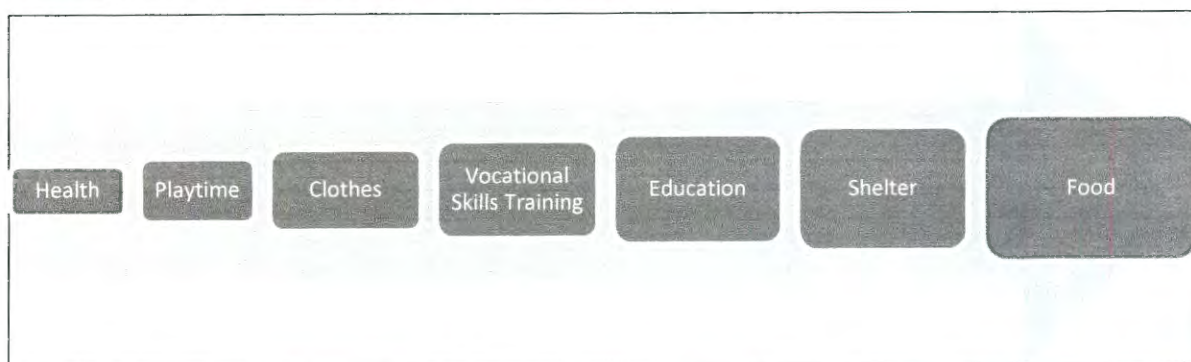 Health
Playtime
Clothes
Vocational
Skills Training
Education
Shelter
Food